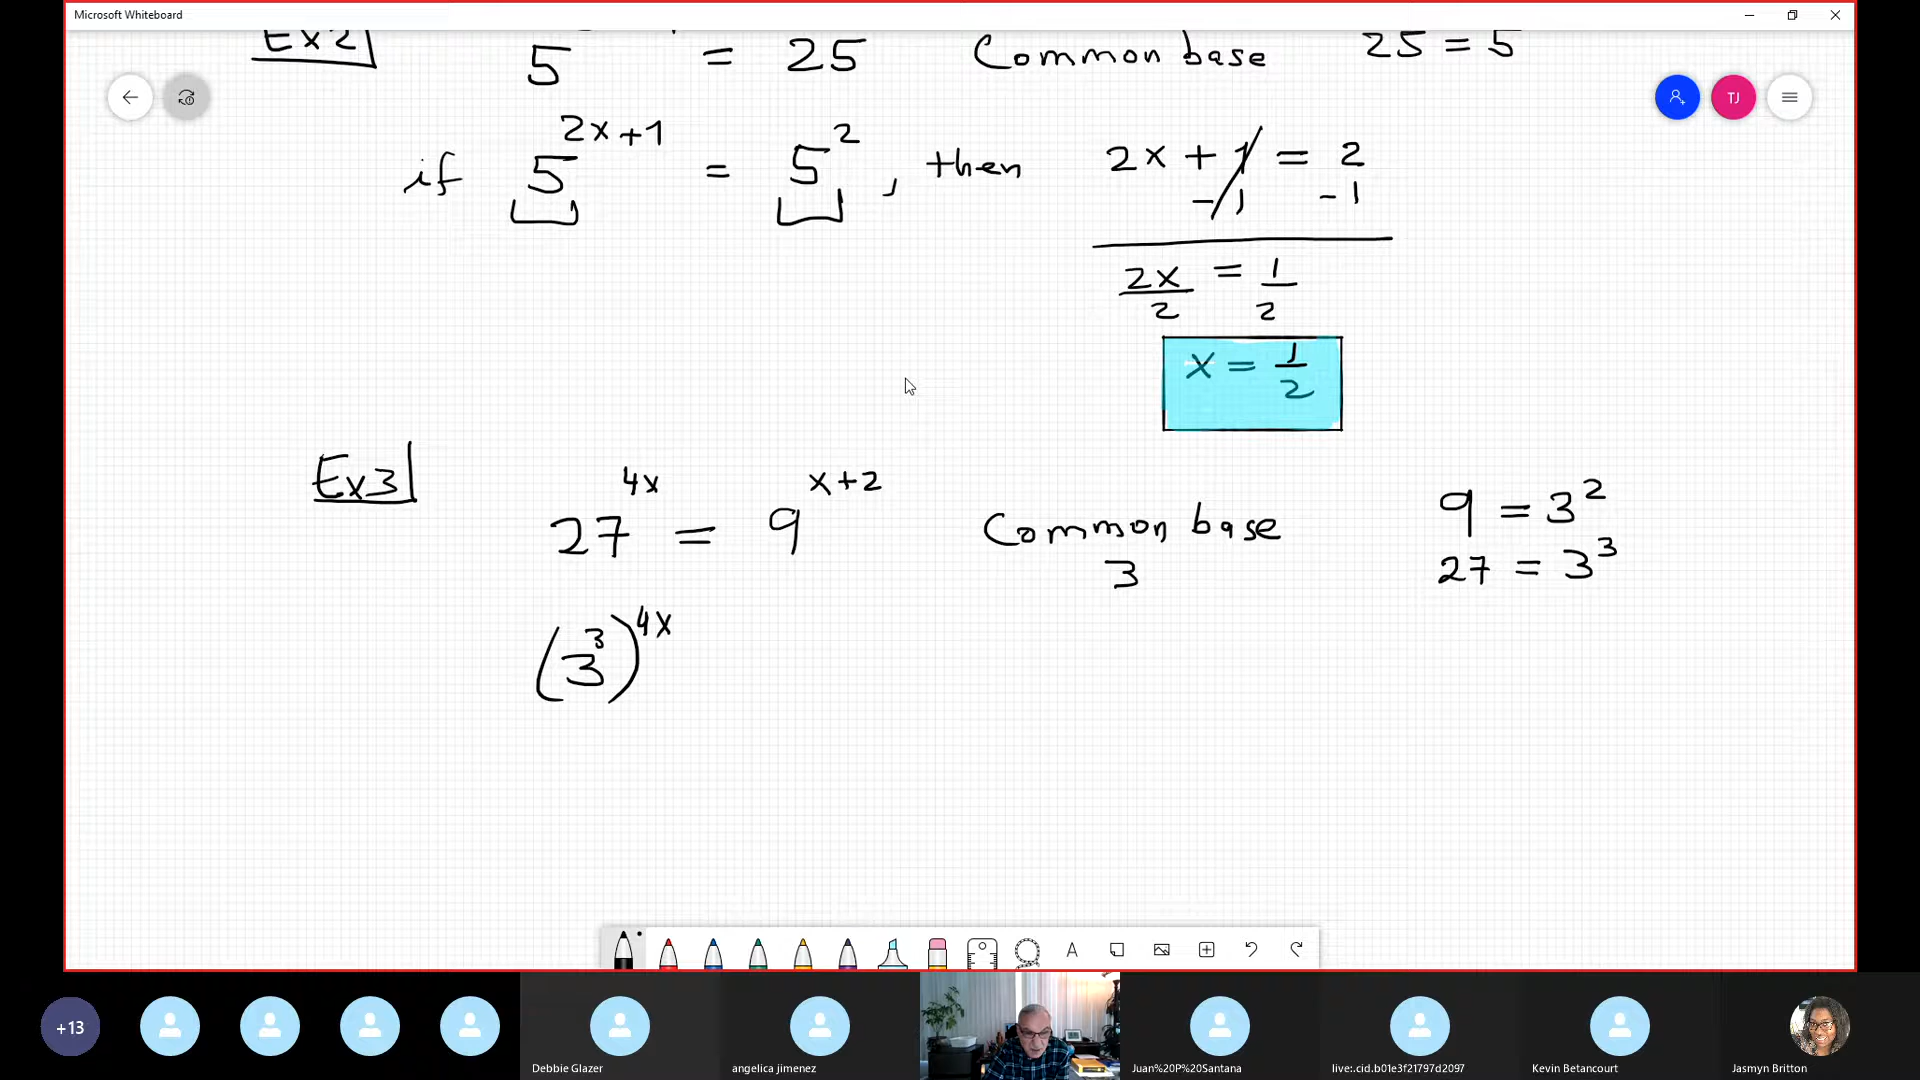 Microsoft Whiteboard
Ex2
5 = 25 Common base 25 = 5
if 5^{2x+1} = 5^2, then 2x + 1 = 2
-1 -1
2x/2 = 1/2
x = 1/2
TJ
Ex3 27^{4x} = 9^{x+2} Common base 9 = 3^2
3 27 = 3^3
(3^3)^{4x}
A
+13
Debbie Glazer
angelica jimenez
Juan%20P%20Santana
live:.cid.b01e3f21797d2097
Kevin Betancourt
Jasmyn Britton